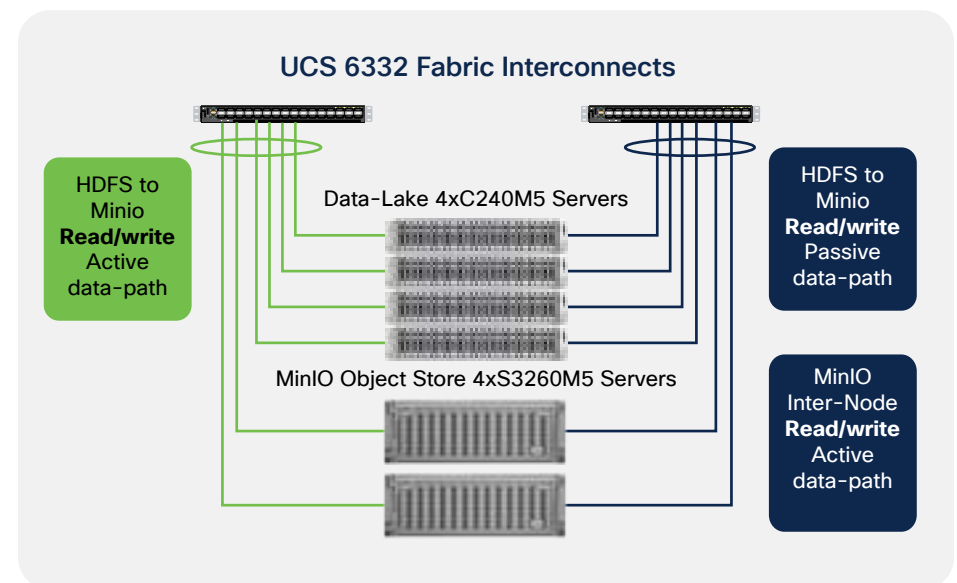 UCS 6332 Fabric Interconnects
HDFS to
Minio
Read/write
Active
data-path
Data-Lake 4xC240M5 Servers
HDFS to
Minio
Read/write
Passive
data-path
MinIO Object Store 4xS3260M5 Servers
MinIO
Inter-Node
Read/write
Active
data-path